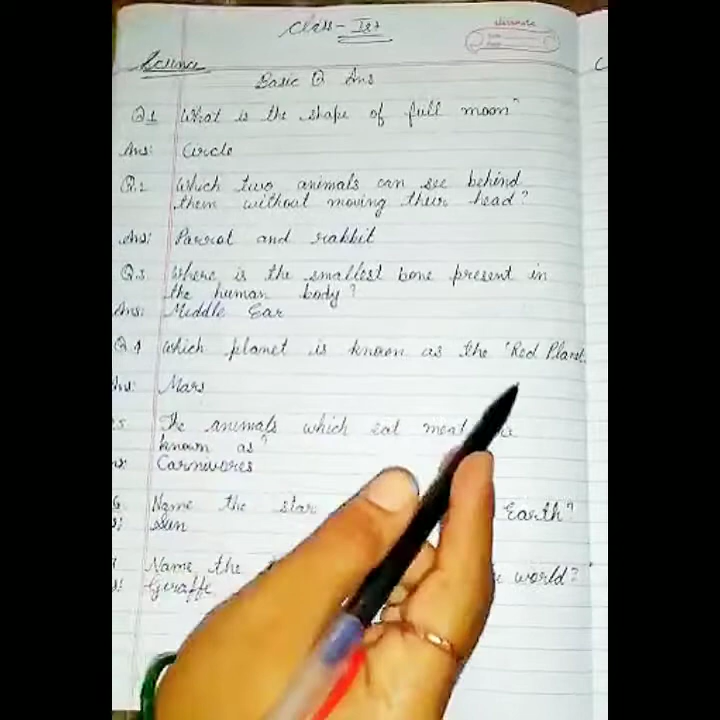 Class - Ist
Classmate
Date
Page
Science
Basic Q Ans
Q.1 What is the shape of full moon?
Ans: Circle
Q.2 Which two animals can see behind
them without moving their head?
Ans: Parrot and rabbit
Q.3 Where is the smallest bone present in
the human body?
Ans: Middle Ear
Q.4 Which planet is known as the 'Red Planet.
Ans: Mars
The animals which eat meat
known as?
Carnivores
Name the star Earth?
Sun
Name the world?
Giraffe